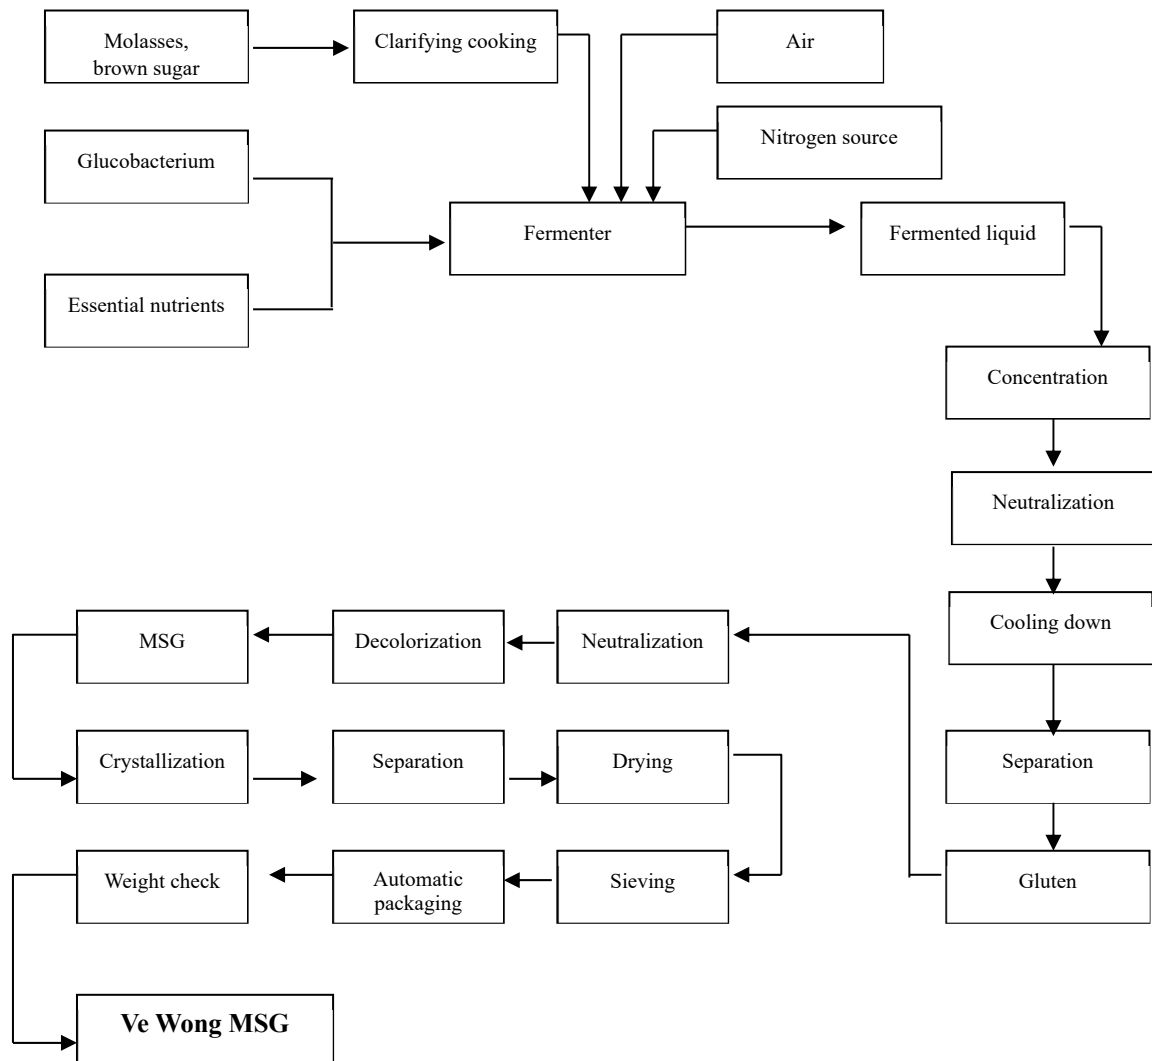 Molasses,
brown sugar
Clarifying cooking
Air
Nitrogen source
Glucobacterium
Essential nutrients
Fermenter
Fermented liquid
Concentration
Neutralization
Cooling down
Separation
Gluten
Neutralization
Decolorization
MSG
Crystallization
Separation
Drying
Sieving
Automatic
packaging
Weight check
Ve Wong MSG